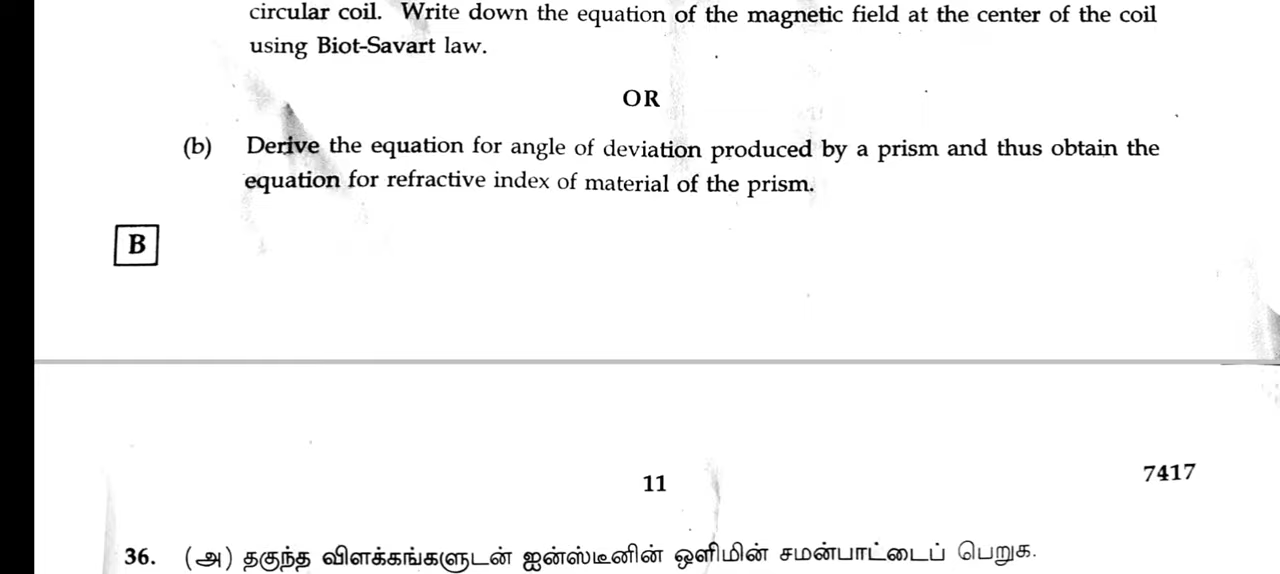 circular coil. Write down the equation of the magnetic field at the center of the coil
using Biot-Savart law.
OR
(b) Derive the equation for angle of deviation produced by a prism and thus obtain the
equation for refractive index of material of the prism.
B
11
7417
36. (அ) தகுந்த விளக்கங்களுடன் ஐன்ஸ்டீனின் ஒளிமின் சமன்பாட்டைப் பெறுக.